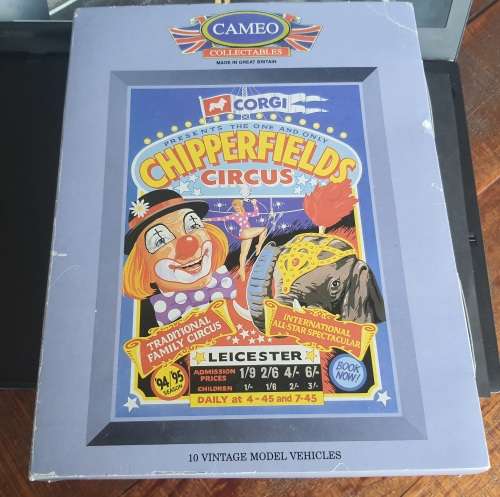 CAMEO
COLLECTABLES
MADE IN GREAT BRITAIN
CORGI
PRESENTS THE ONE AND ONLY
CHIPPERFIELDS
CIRCUS
TRADITIONAL
FAMILY CIRCUS
INTERNATIONAL
ALL-STAR SPECTACULAR
LEICESTER
'94/'95
SEASON
ADMISSION
PRICES
1/9 2/6 4/- 6/-
CHILDREN
1/- 1/6 2/- 3/-
BOOK
NOW!
DAILY at 4-45 and 7-45
10 VINTAGE MODEL VEHICLES